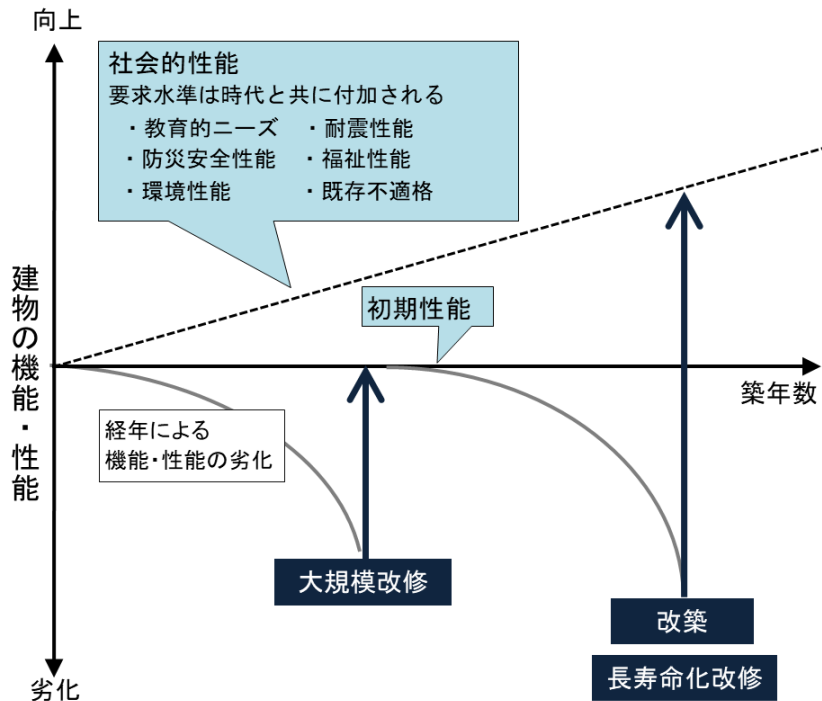 向上
社会的性能
要求水準は時代と共に付加される
・教育的ニーズ ・耐震性能
・防災安全性能 ・福祉性能
・環境性能 ・既存不適格
建物の機能・性能
初期性能
築年数
経年による
機能・性能の劣化
大規模改修
改築
長寿命化改修
劣化